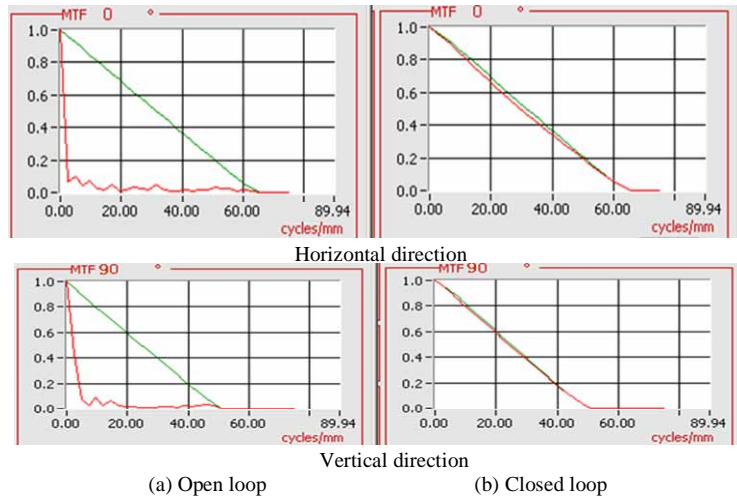 MTF 0 °
1.0
0.8
0.6
0.4
0.2
0.0
0.00 20.00 40.00 60.00 89.94
cycles/mm
MTF 0 °
1.0
0.8
0.6
0.4
0.2
0.0
0.00 20.00 40.00 60.00 89.94
cycles/mm
Horizontal direction
MTF 90 °
1.0
0.8
0.6
0.4
0.2
0.0
0.00 20.00 40.00 60.00 89.94
cycles/mm
MTF 90 °
1.0
0.8
0.6
0.4
0.2
0.0
0.00 20.00 40.00 60.00 89.94
cycles/mm
Vertical direction
(a) Open loop (b) Closed loop